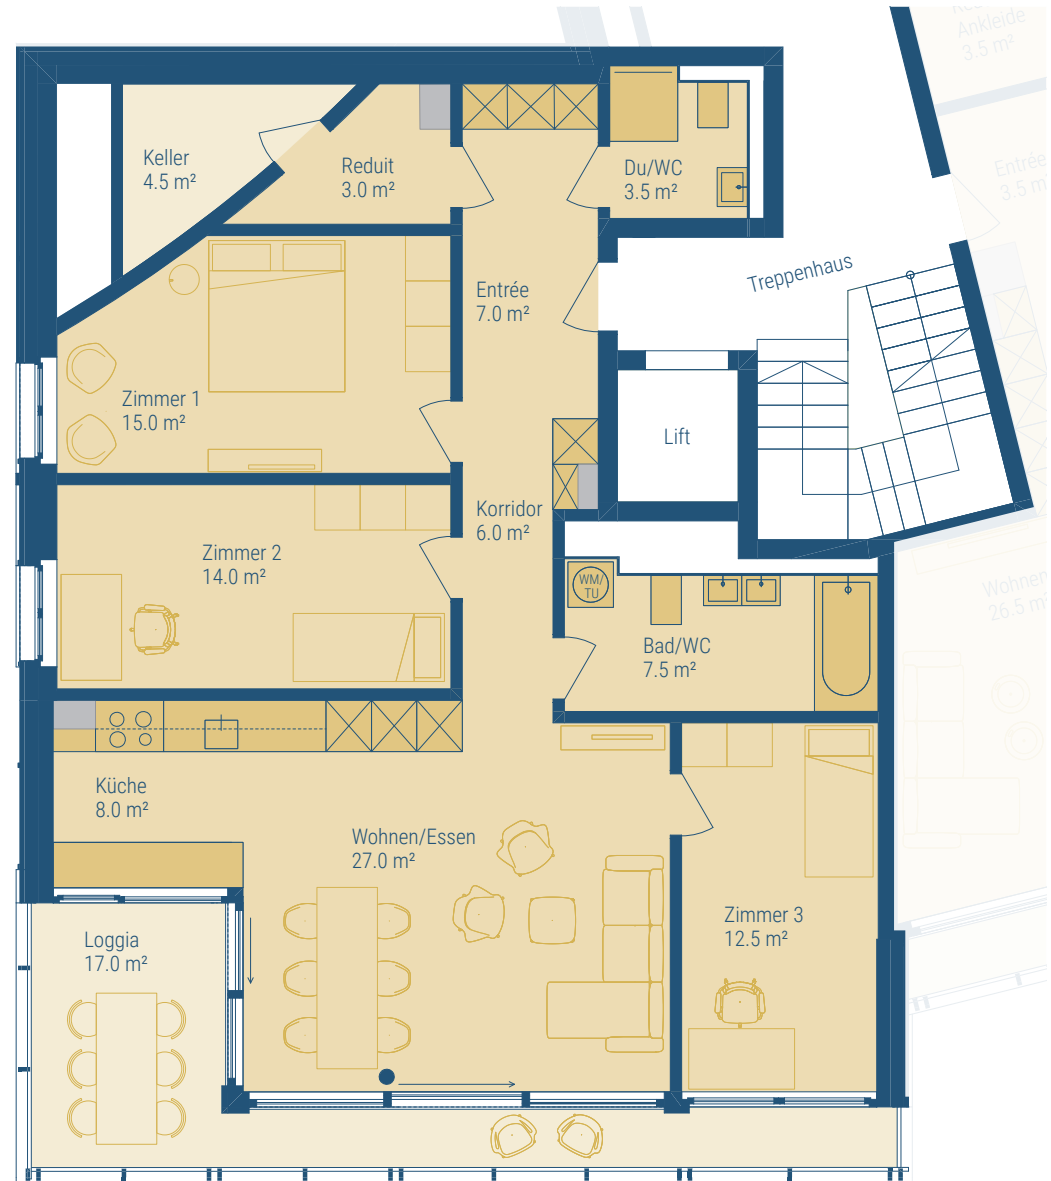 Ankleide
3.5 m²
Keller
4.5 m²
Reduit
3.0 m²
Du/WC
3.5 m²
Entrée
3.5 m²
Treppenhaus
Entrée
7.0 m²
Zimmer 1
15.0 m²
Lift
Korridor
6.0 m²
Zimmer 2
14.0 m²
WM/
TU
Wohnen
26.5 m²
Bad/WC
7.5 m²
Küche
8.0 m²
Wohnen/Essen
27.0 m²
Zimmer 3
12.5 m²
Loggia
17.0 m²